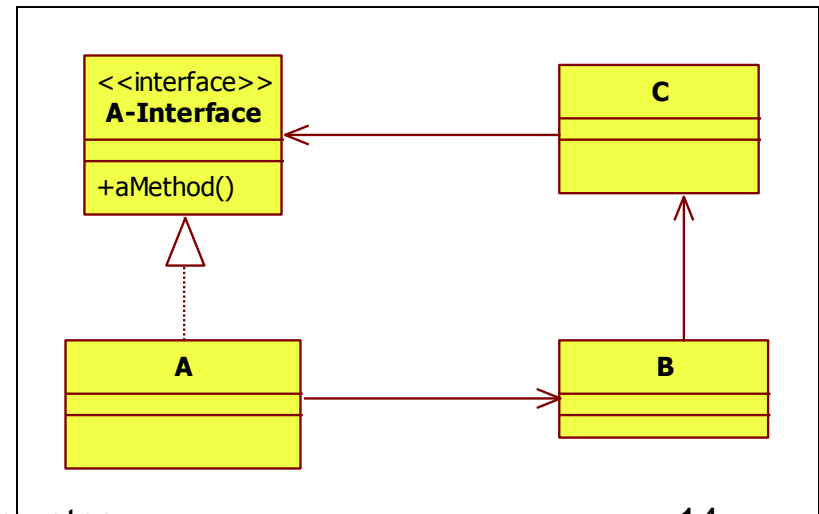 <<interface>>
A-Interface
+aMethod()
C
A
B